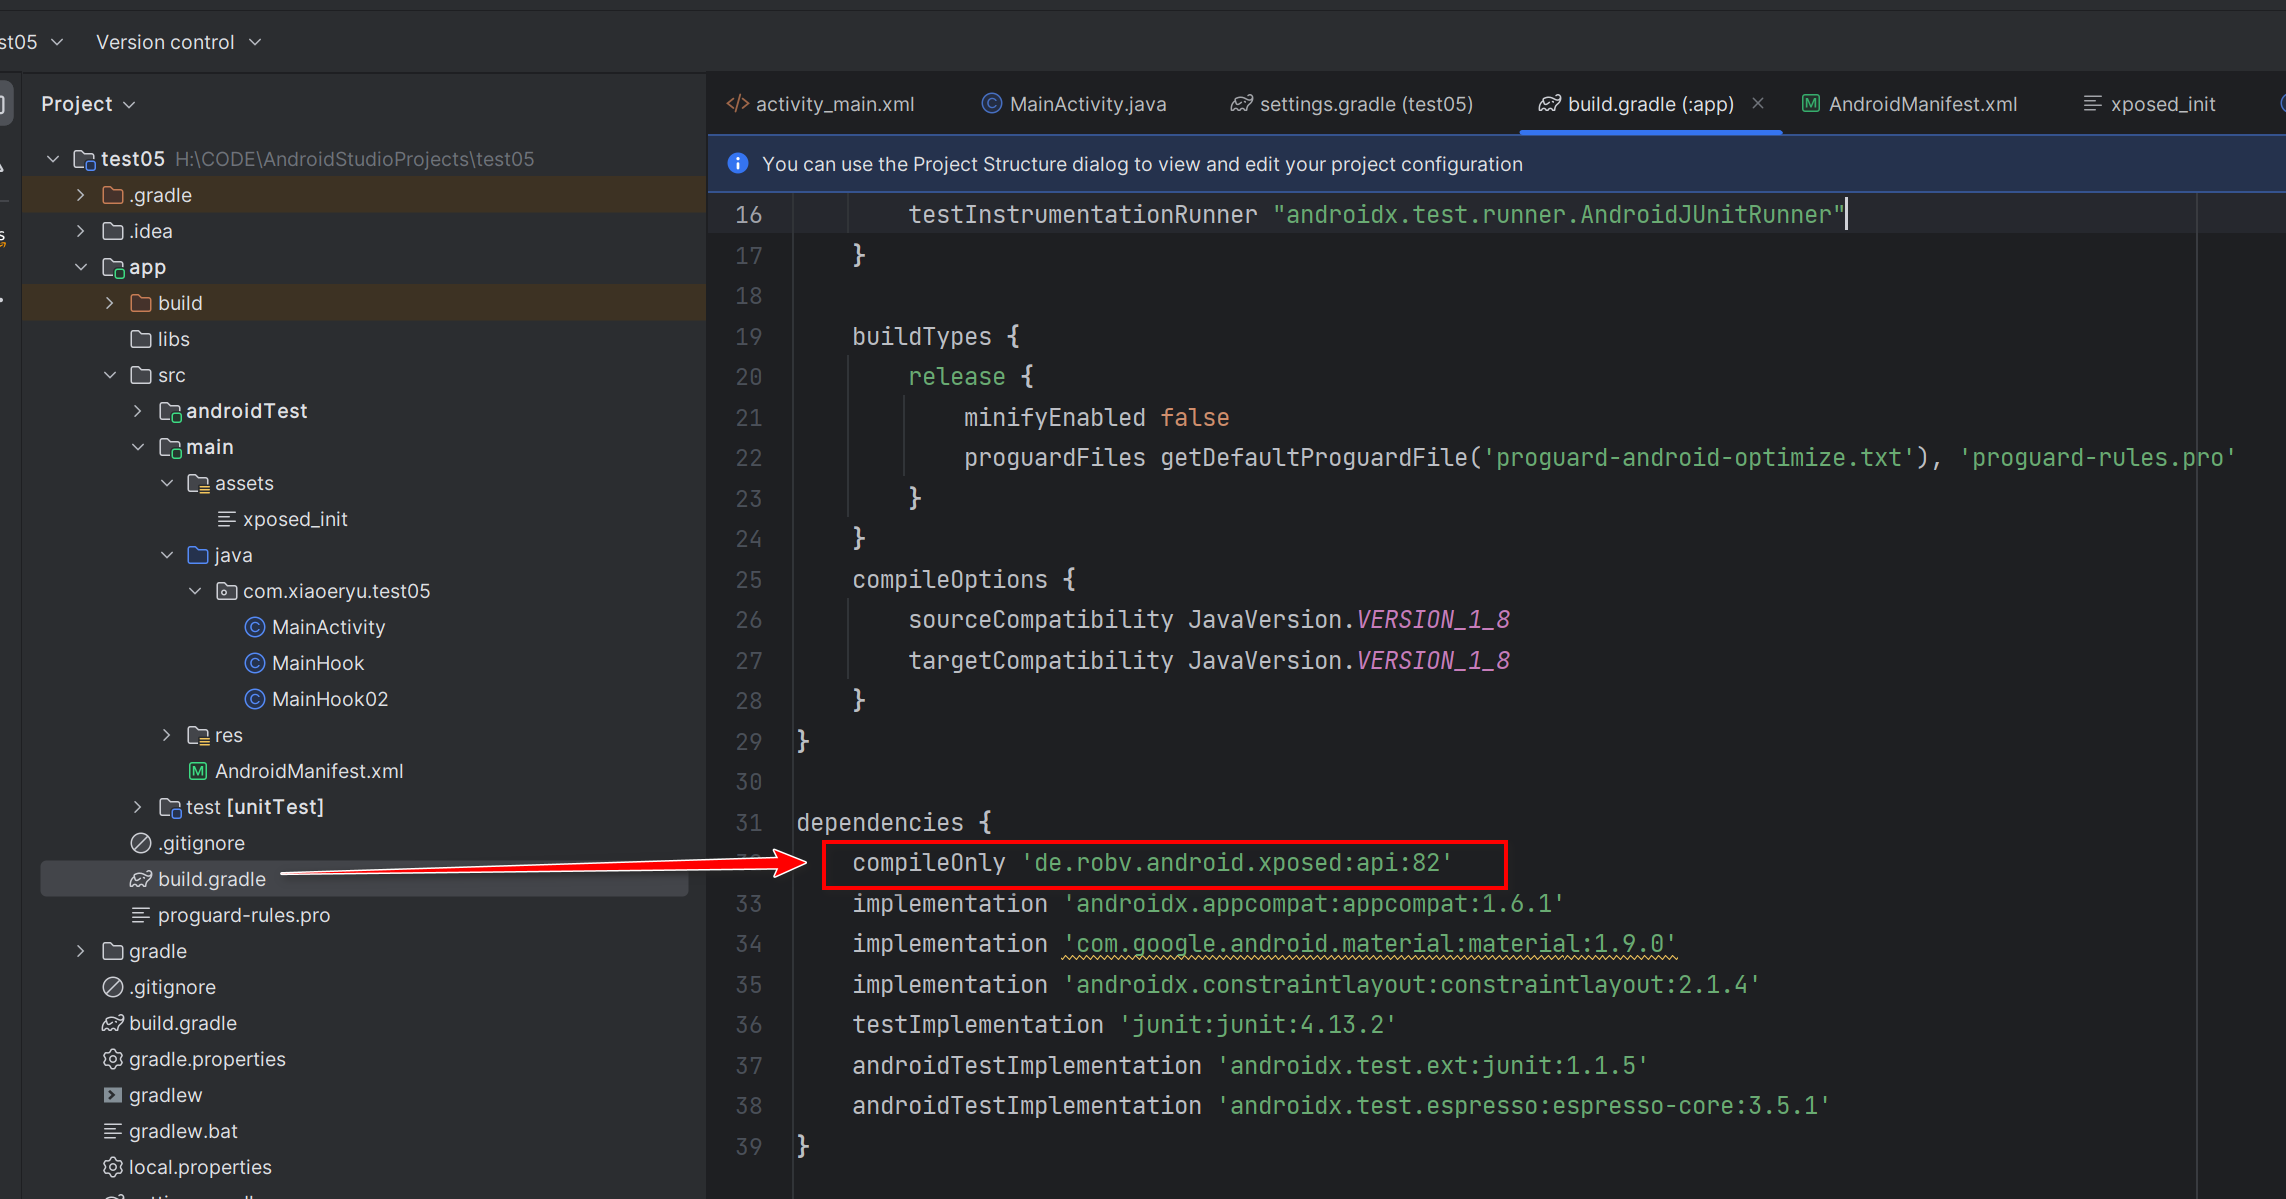 st05
Version control
Project
test05 H:\CODE\AndroidStudioProjects\test05
.gradle
.idea
app
build
libs
src
androidTest
main
assets
xposed_init
java
com.xiaoeryu.test05
MainActivity
MainHook
MainHook02
res
AndroidManifest.xml
test [unitTest]
.gitignore
build.gradle
proguard-rules.pro
gradle
.gitignore
build.gradle
gradle.properties
gradlew
gradlew.bat
local.properties
activity_main.xml
MainActivity.java
settings.gradle (test05)
build.gradle (:app)
AndroidManifest.xml
xposed_init
You can use the Project Structure dialog to view and edit your project configuration
16 testInstrumentationRunner "androidx.test.runner.AndroidJUnitRunner"
17 }
18
19 buildTypes {
20 release {
21 minifyEnabled false
22 proguardFiles getDefaultProguardFile('proguard-android-optimize.txt'), 'proguard-rules.pro'
23 }
24 }
25 compileOptions {
26 sourceCompatibility JavaVersion.VERSION_1_8
27 targetCompatibility JavaVersion.VERSION_1_8
28 }
29 }
30
31 dependencies {
compileOnly 'de.robv.android.xposed:api:82'
33 implementation 'androidx.appcompat:appcompat:1.6.1'
34 implementation 'com.google.android.material:material:1.9.0'
35 implementation 'androidx.constraintlayout:constraintlayout:2.1.4'
36 testImplementation 'junit:junit:4.13.2'
37 androidTestImplementation 'androidx.test.ext:junit:1.1.5'
38 androidTestImplementation 'androidx.test.espresso:espresso-core:3.5.1'
39 }